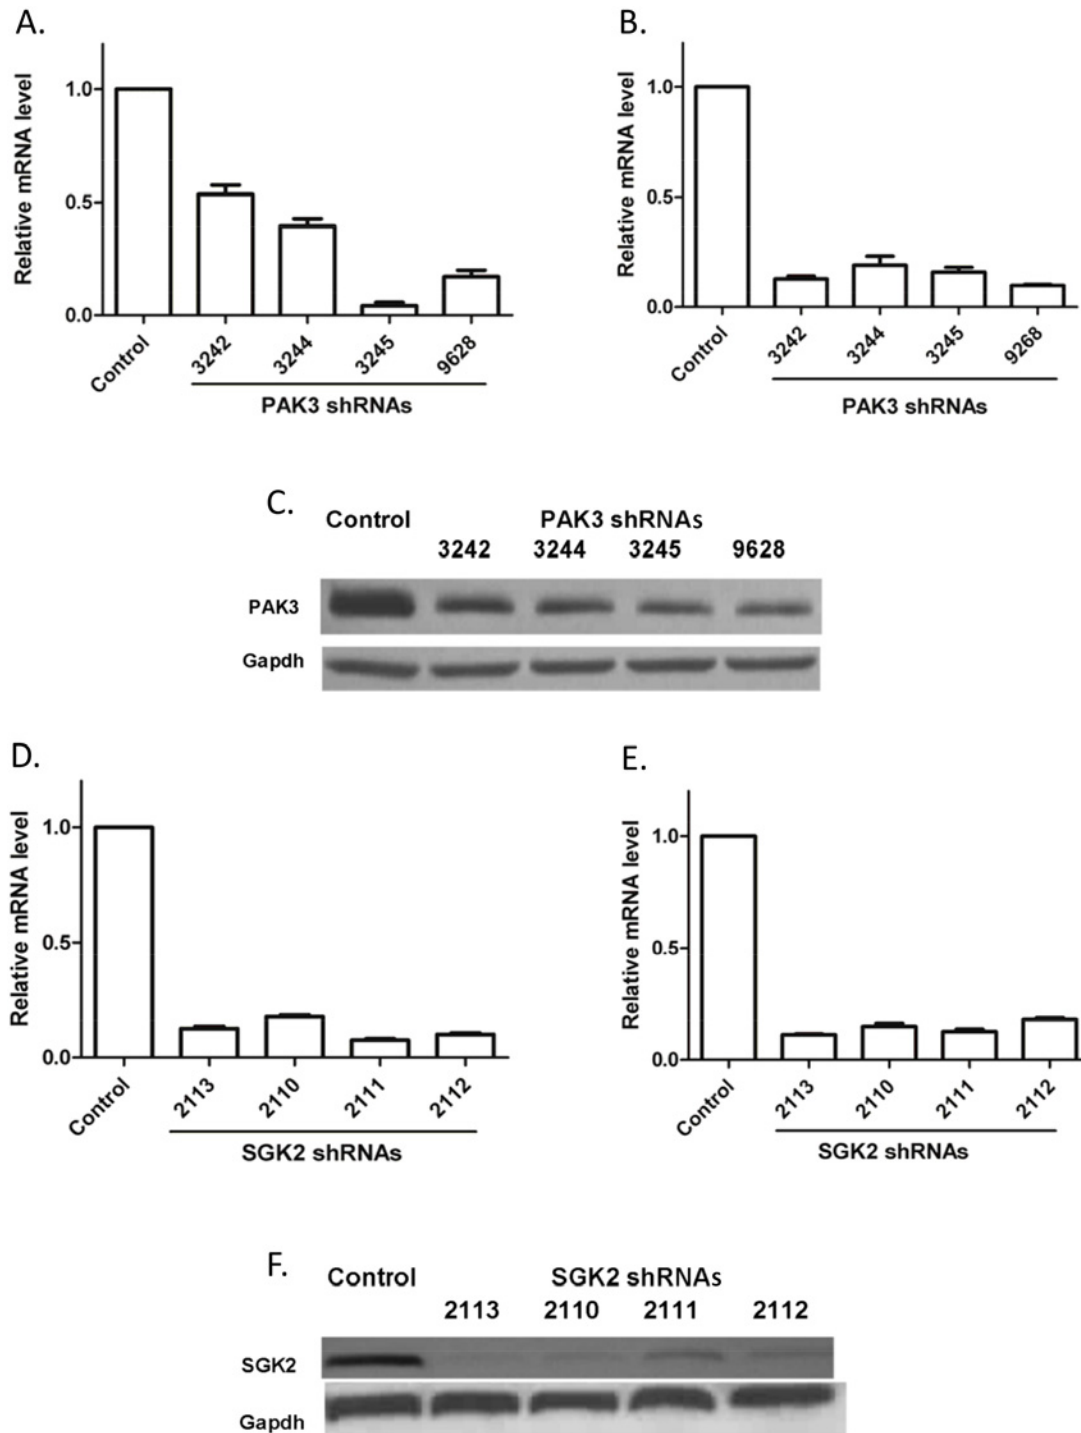 A.
Relative mRNA level
1.0
0.5
0.0
Control
3242
3244
3245
9628
PAK3 shRNAs
B.
Relative mRNA level
1.0
0.5
0.0
Control
3242
3244
3245
9268
PAK3 shRNAs
C.
Control PAK3 shRNAs
3242 3244 3245 9628
PAK3
Gapdh
D.
Relative mRNA level
1.0
0.5
0.0
Control
2113
2110
2111
2112
SGK2 shRNAs
E.
Relative mRNA level
1.0
0.5
0.0
Control
2113
2110
2111
2112
SGK2 shRNAs
F.
Control SGK2 shRNAs
2113 2110 2111 2112
SGK2
Gapdh